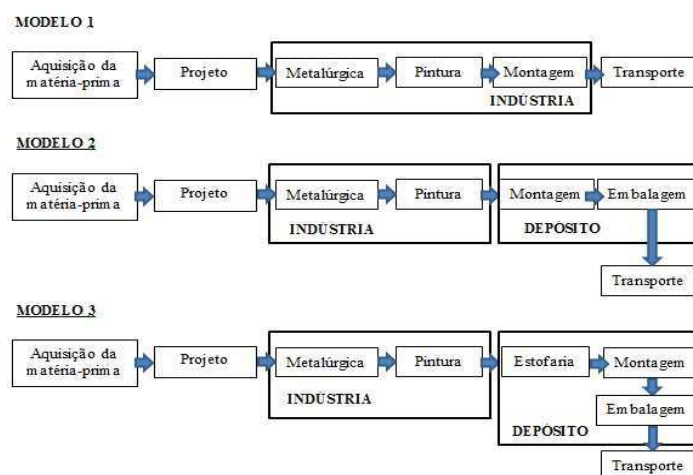 MODELO 1
Aquisição da
matéria-prima
Projeto
Metalúrgica
Pintura
Montagem
Transporte
INDÚSTRIA
MODELO 2
Aquisição da
matéria-prima
Projeto
Metalúrgica
Pintura
Montagem
Embalagem
INDÚSTRIA
DEPÓSITO
Transporte
MODELO 3
Aquisição da
matéria-prima
Projeto
Metalúrgica
Pintura
Estofaria
Montagem
INDÚSTRIA
Embalagem
DEPÓSITO
Transporte